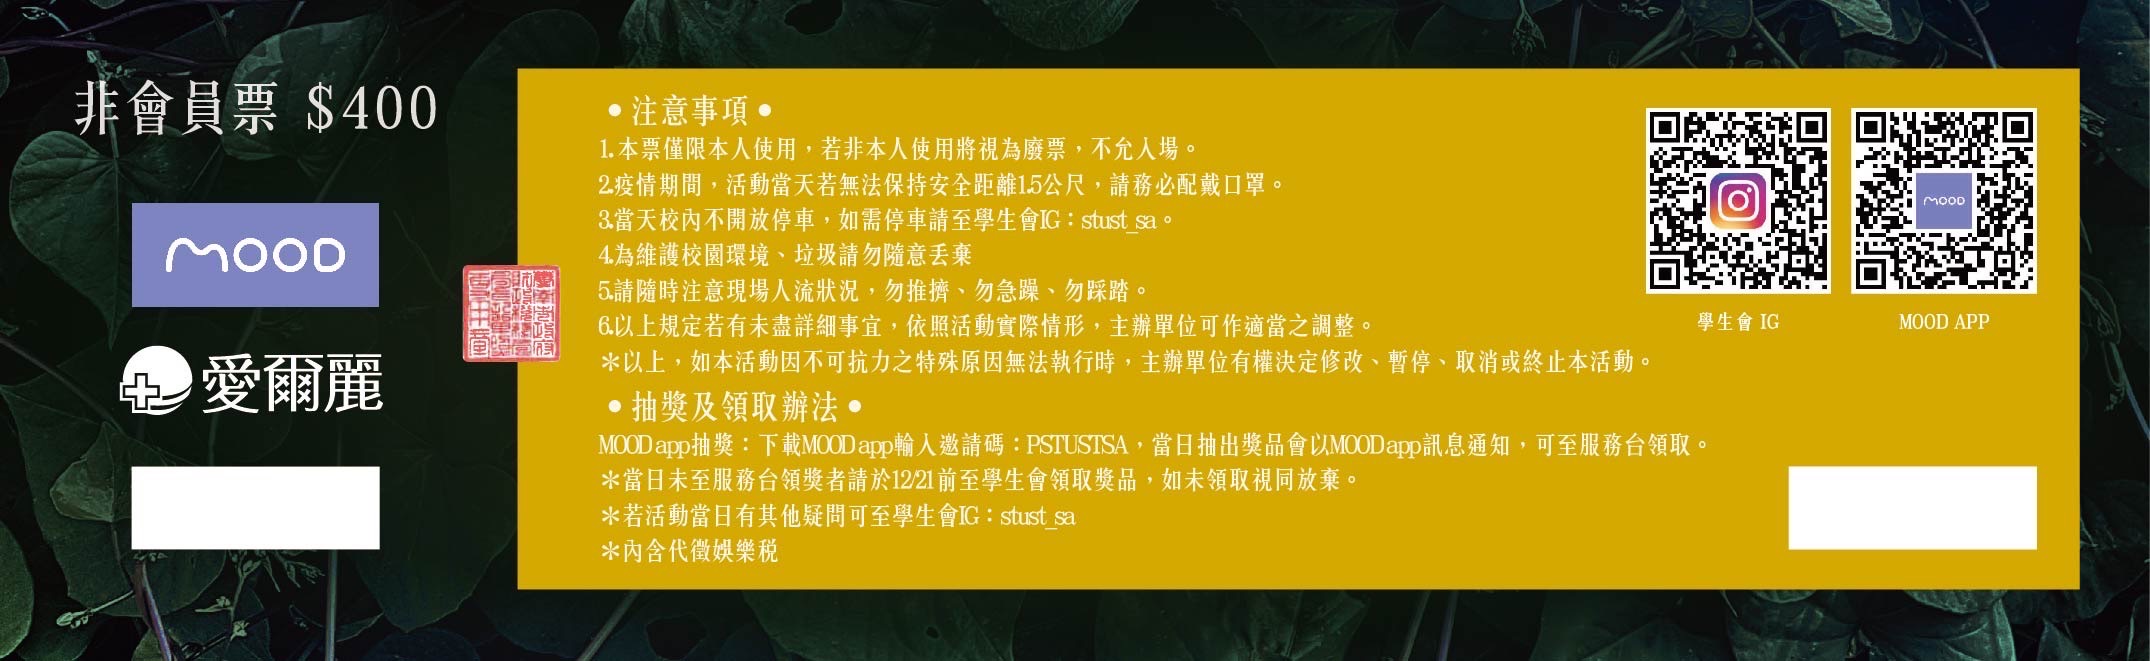 非會員票 $400
MOOD
愛爾麗
•注意事項•
1.本票僅限本人使用，若非本人使用將視為廢票，不允入場。
2.疫情期間，活動當天若無法保持安全距離1.5公尺，請務必配戴口罩。
3.當天校內不開放停車，如需停車請至學生會IG：stust_sa。
4.為維護校園環境、垃圾請勿隨意丟棄
5.請隨時注意現場人流狀況，勿推擠、勿急躁、勿踩踏。
6.以上規定若有未盡詳細事宜，依照活動實際情形，主辦單位可作適當之調整。
＊以上，如本活動因不可抗力之特殊原因無法執行時，主辦單位有權決定修改、暫停、取消或終止本活動。
•抽獎及領取辦法•
MOOD app抽獎：下載MOOD app輸入邀請碼：PSTUSTSA，當日抽出獎品會以MOOD app訊息通知，可至服務台領取。
＊當日未至服務台領獎者請於12/21前至學生會領取獎品，如未領取視同放棄。
＊若活動當日有其他疑問可至學生會IG：stust_sa
＊內含代徵娛樂税
MOOD
學生會 IG
MOOD APP